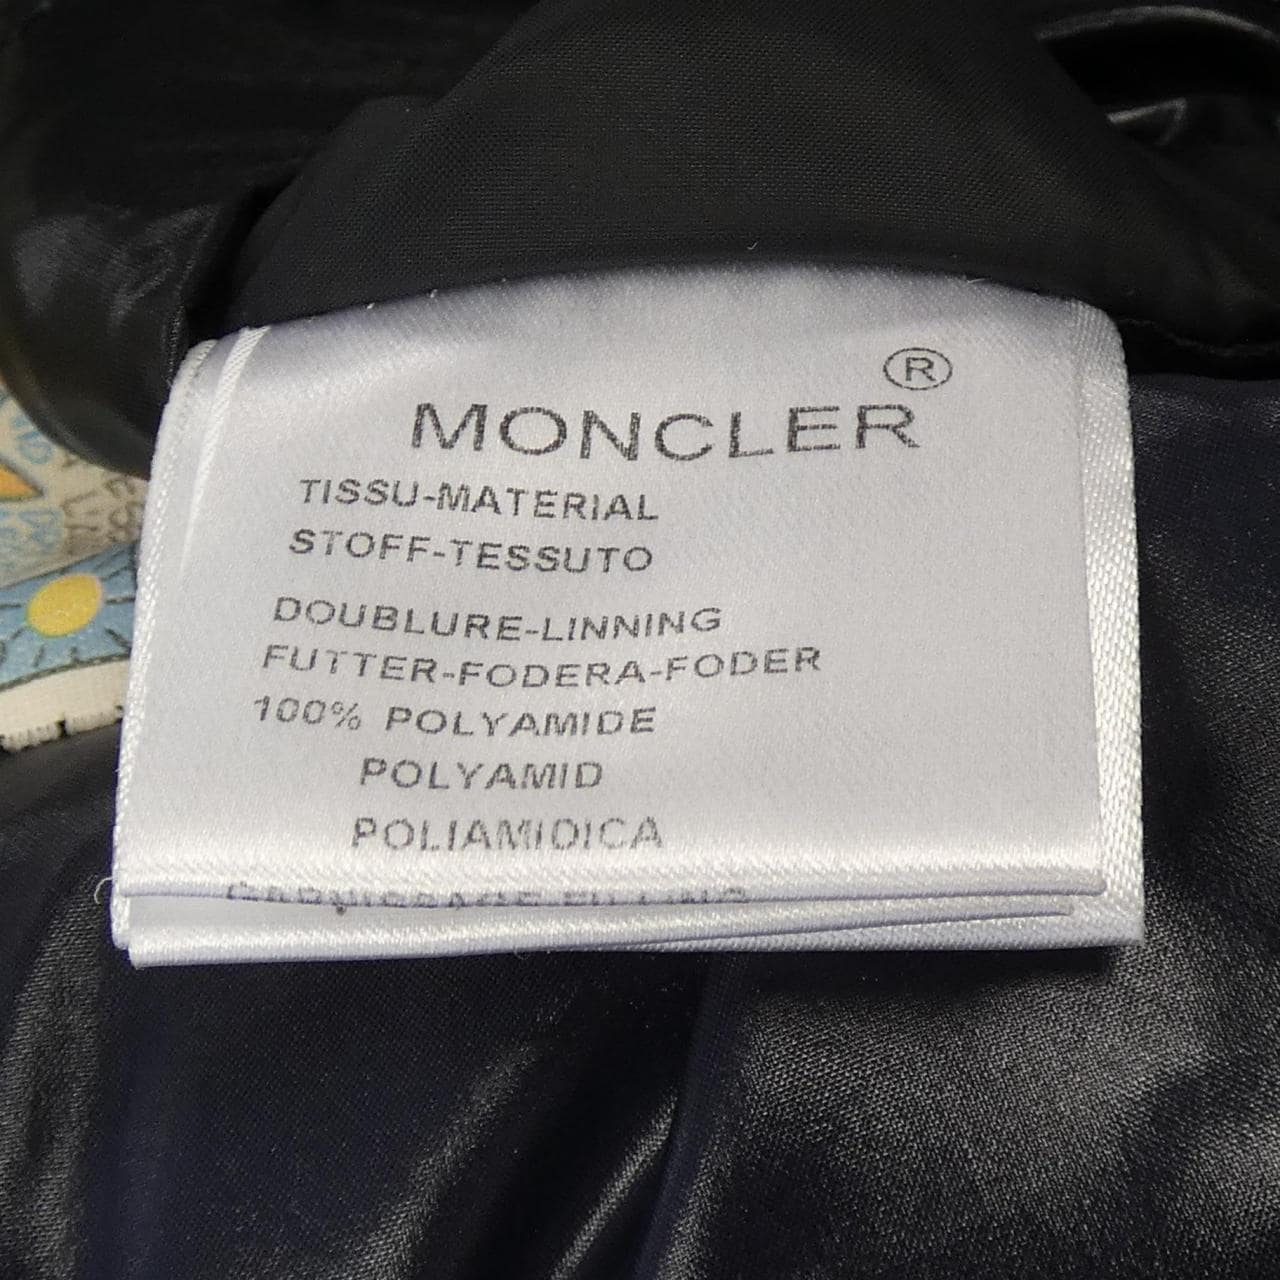 MONCLER®
TISSU-MATERIAL
STOFF-TESSUTO
DOUBLURE-LINNING
FUTTER-FODERA-FODER
100% POLYAMIDE
POLYAMID
POLIAMIDICA